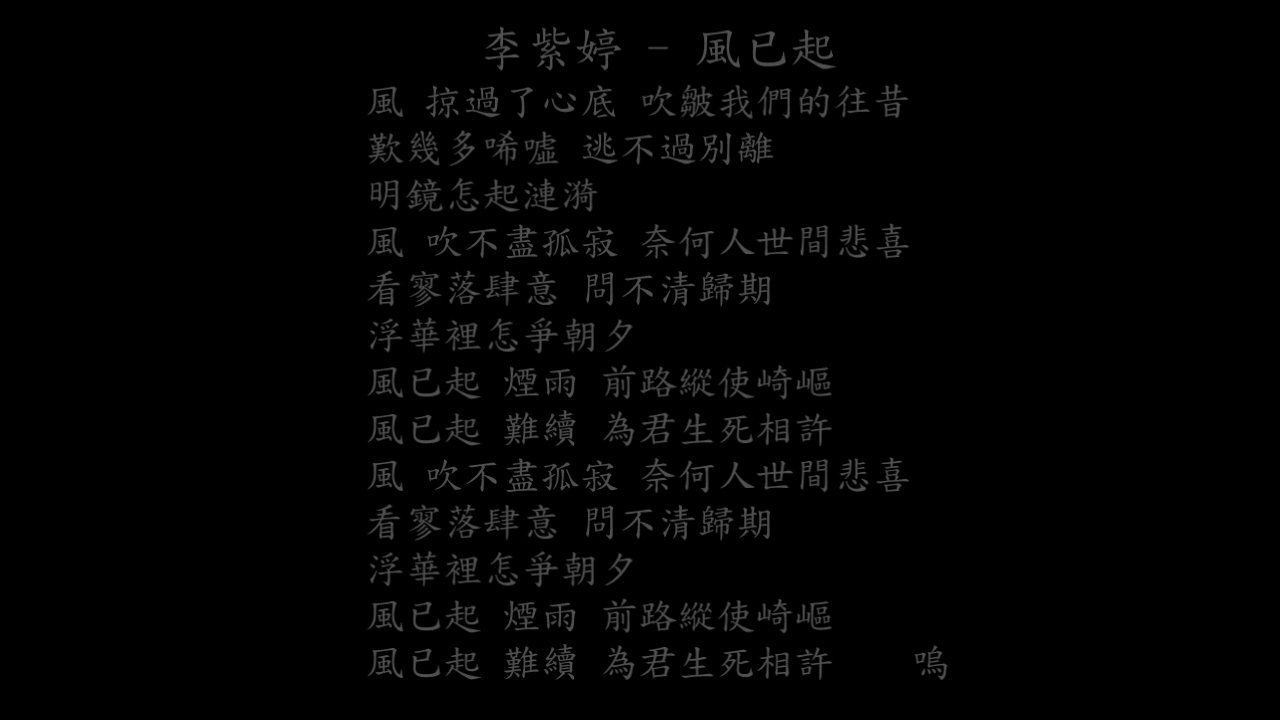 李紫婷 - 風已起
風 掠過了心底 吹皺我們的往昔
歎幾多唏噓 逃不過別離
明鏡怎起漣漪
風 吹不盡孤寂 奈何人世間悲喜
看寥落肆意 問不清歸期
浮華裡怎爭朝夕
風已起 煙雨 前路縱使崎嶇
風已起 難續 為君生死相許
風 吹不盡孤寂 奈何人世間悲喜
看寥落肆意 問不清歸期
浮華裡怎爭朝夕
風已起 煙雨 前路縱使崎嶇
風已起 難續 為君生死相許 嗚